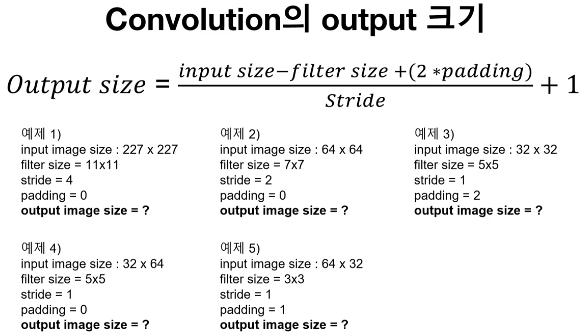 Convolution의 output 크기
Output size = input size−filter size +(2 *padding) / Stride + 1
예제 1)
input image size : 227 x 227
filter size = 11x11
stride = 4
padding = 0
output image size = ?
예제 2)
input image size : 64 x 64
filter size = 7x7
stride = 2
padding = 0
output image size = ?
예제 3)
input image size : 32 x 32
filter size = 5x5
stride = 1
padding = 2
output image size = ?
예제 4)
input image size : 32 x 64
filter size = 5x5
stride = 1
padding = 0
output image size = ?
예제 5)
input image size : 64 x 32
filter size = 3x3
stride = 1
padding = 1
output image size = ?